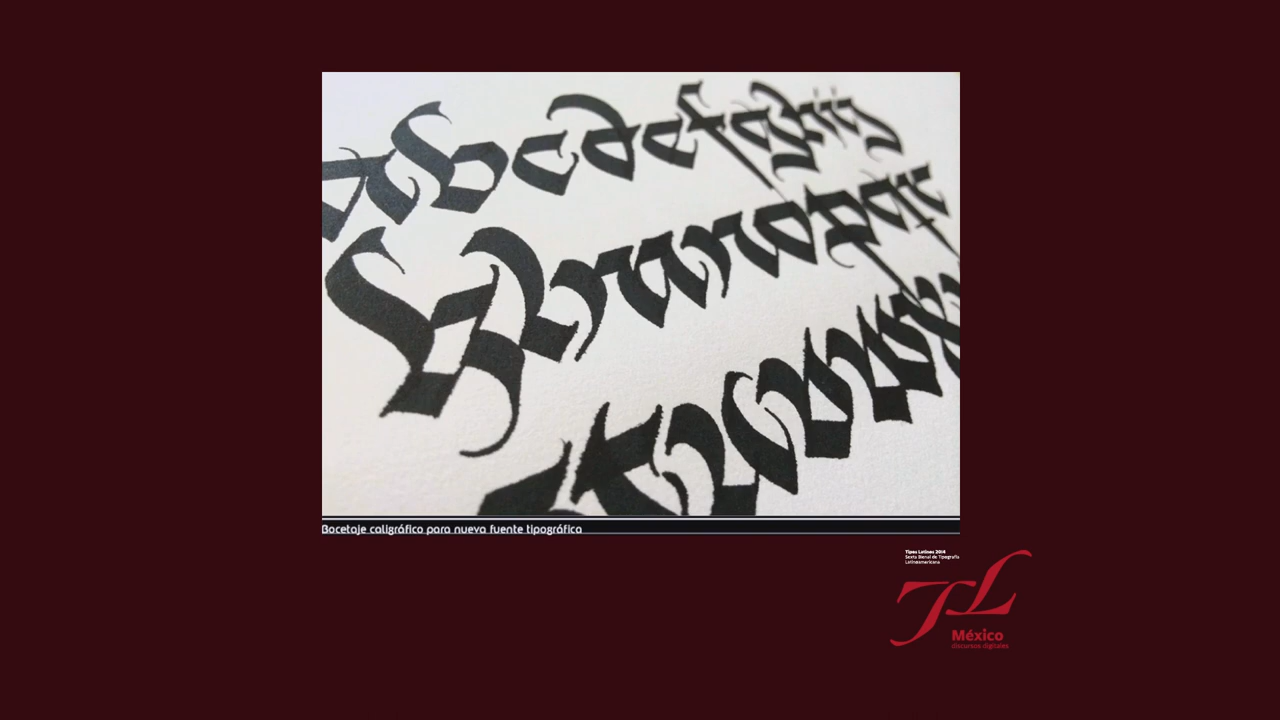 abcdefghij
klmnopqr
stuvwx
Bocetaje caligráfico para nueva fuente tipográfica
Tipos Latinos 2014
Sexta Bienal de Tipografía
Latinoamericana
TL
México
discursos digitales